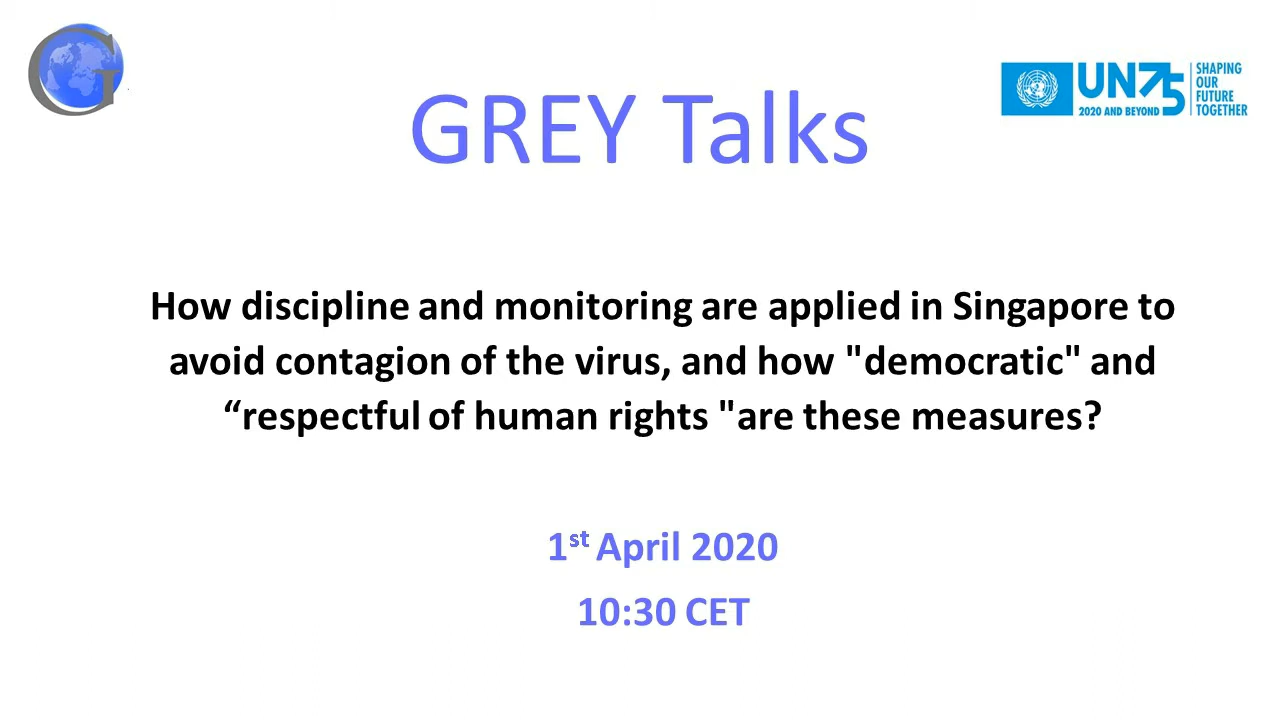 G
GREY Talks
UN75
2020 AND BEYOND
SHAPING
OUR
FUTURE
TOGETHER
How discipline and monitoring are applied in Singapore to
avoid contagion of the virus, and how "democratic" and
“respectful of human rights "are these measures?
1st April 2020
10:30 CET